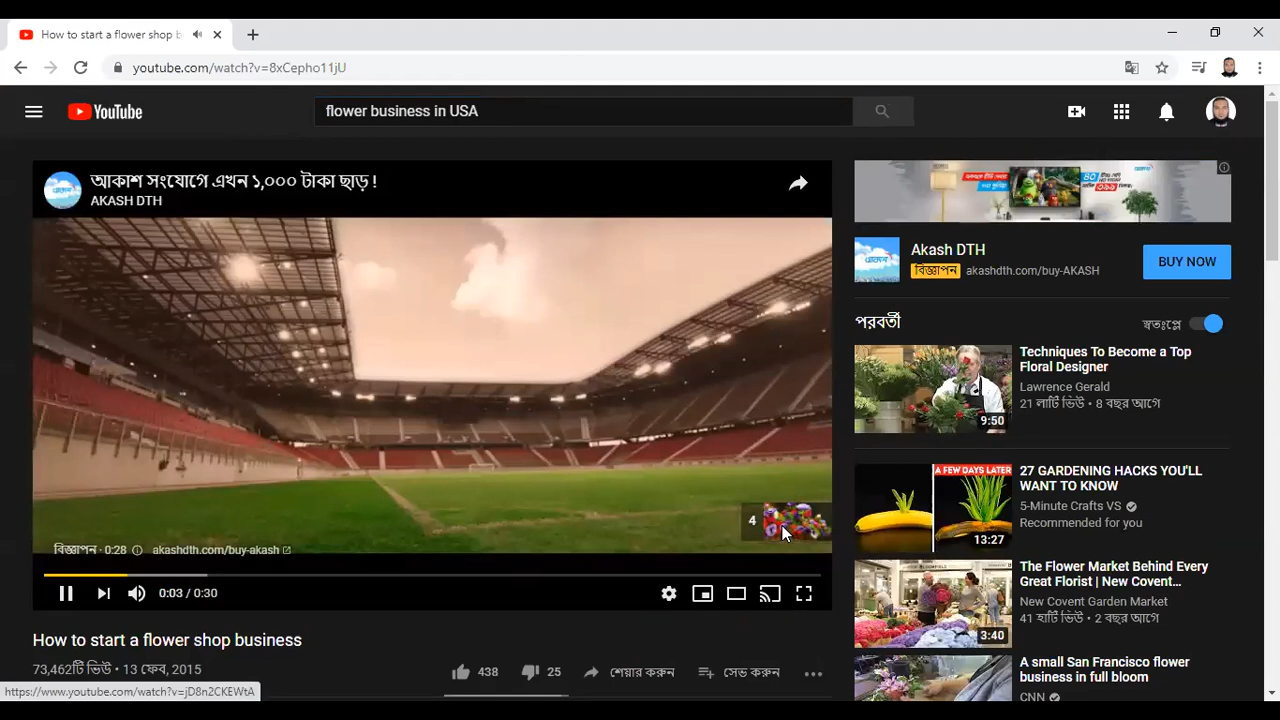 How to start a flower shop b
youtube.com/watch?v=8xCepho11jU
YouTube
flower business in USA
আকাশ সংযোগে এখন ১,০০০ টাকা ছাড় !
AKASH DTH
4
বিজ্ঞাপন · 0:28
akashdth.com/buy-akash
0:03 / 0:30
How to start a flower shop business
73,462টি ভিউ • 13 ফেব, 2015
438
25
শেয়ার করুন
সেভ করুন
https://www.youtube.com/watch?v=jD8n2CKEWtA
Akash DTH
বিজ্ঞাপন akashdth.com/buy-AKASH
BUY NOW
পরবর্তী
স্বতঃপ্লে
Techniques To Become a Top
Floral Designer
Lawrence Gerald
21 লাটি ভিউ • 8 বছর আগে
9:50
A FEW DAYS LATER
27 GARDENING HACKS YOU'LL
WANT TO KNOW
5-Minute Crafts VS
Recommended for you
13:27
The Flower Market Behind Every
Great Florist | New Covent...
New Covent Garden Market
41 হাটি ভিউ • 2 বছর আগে
3:40
A small San Francisco flower
business in full bloom
CNN